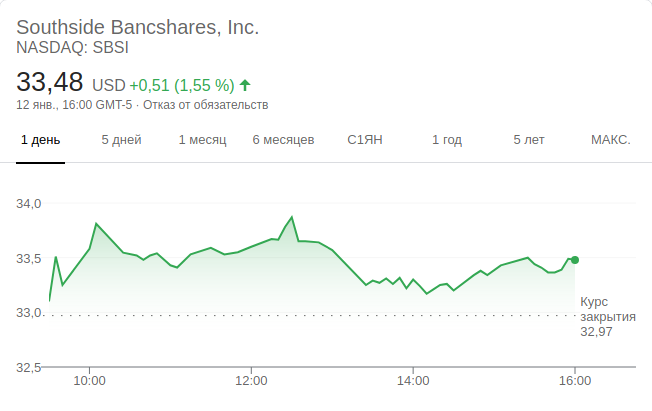 Southside Bancshares, Inc.
NASDAQ: SBSI
33,48 USD +0,51 (1,55 %)
12 янв., 16:00 GMT-5 · Отказ от обязательств
1 день 5 дней 1 месяц 6 месяцев С1ЯН 1 год 5 лет МАКС.
34,0
33,5
33,0
32,5
Курс
закрытия
32,97
10:00 12:00 14:00 16:00